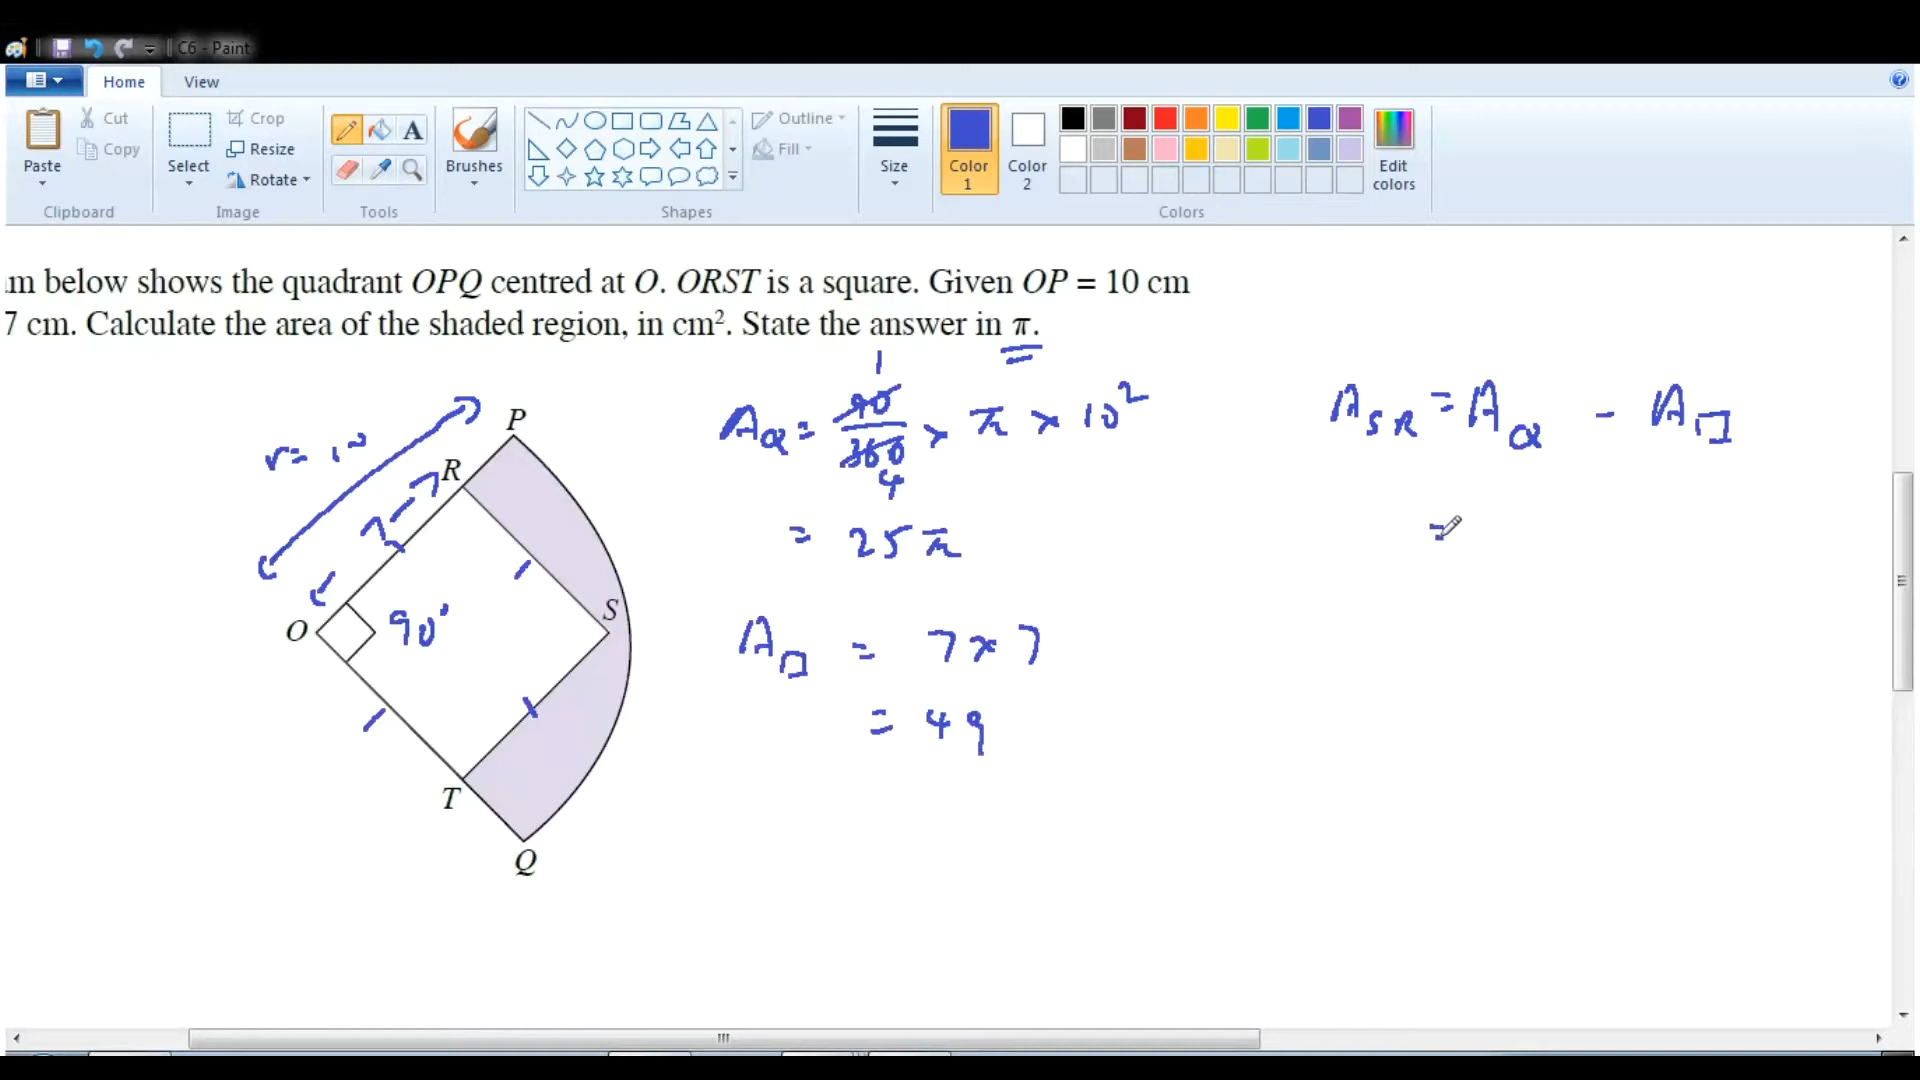 C6 - Paint
Home View
Paste Cut Copy Select Crop Resize Rotate Brushes Outline Fill Size Color 1 Color 2 Edit colors
Clipboard Image Tools Shapes Colors
m below shows the quadrant OPQ centred at O. ORST is a square. Given OP = 10 cm
7 cm. Calculate the area of the shaded region, in cm². State the answer in π.
P
r = 10
R
7
O
90°
S
T
Q
1
A_Q = 90/360 × π × 10²
4
= 25π
A_□ = 7 × 7
= 49
A_SR = A_Q - A_□
=